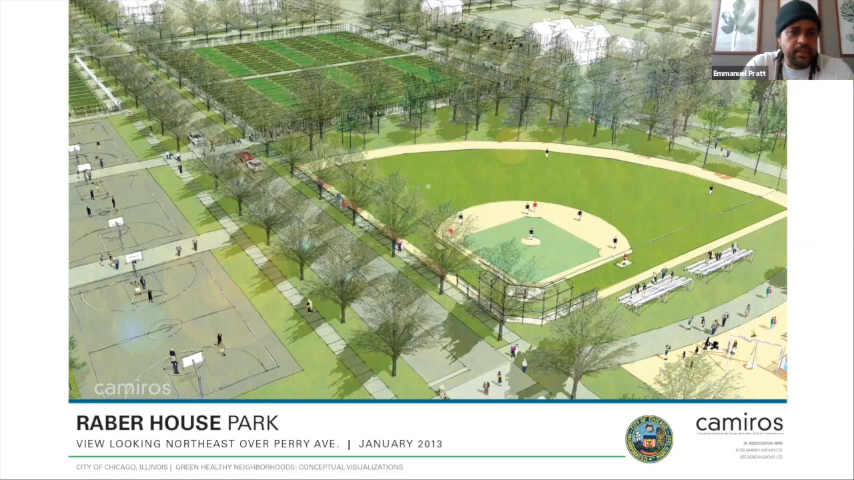 Emmanuel Pratt
camiros
RABER HOUSE PARK
VIEW LOOKING NORTHEAST OVER PERRY AVE. | JANUARY 2013
CITY OF CHICAGO, ILLINOIS | GREEN HEALTHY NEIGHBORHOODS: CONCEPTUAL VISUALIZATIONS
camiros
IN ASSOCIATION WITH